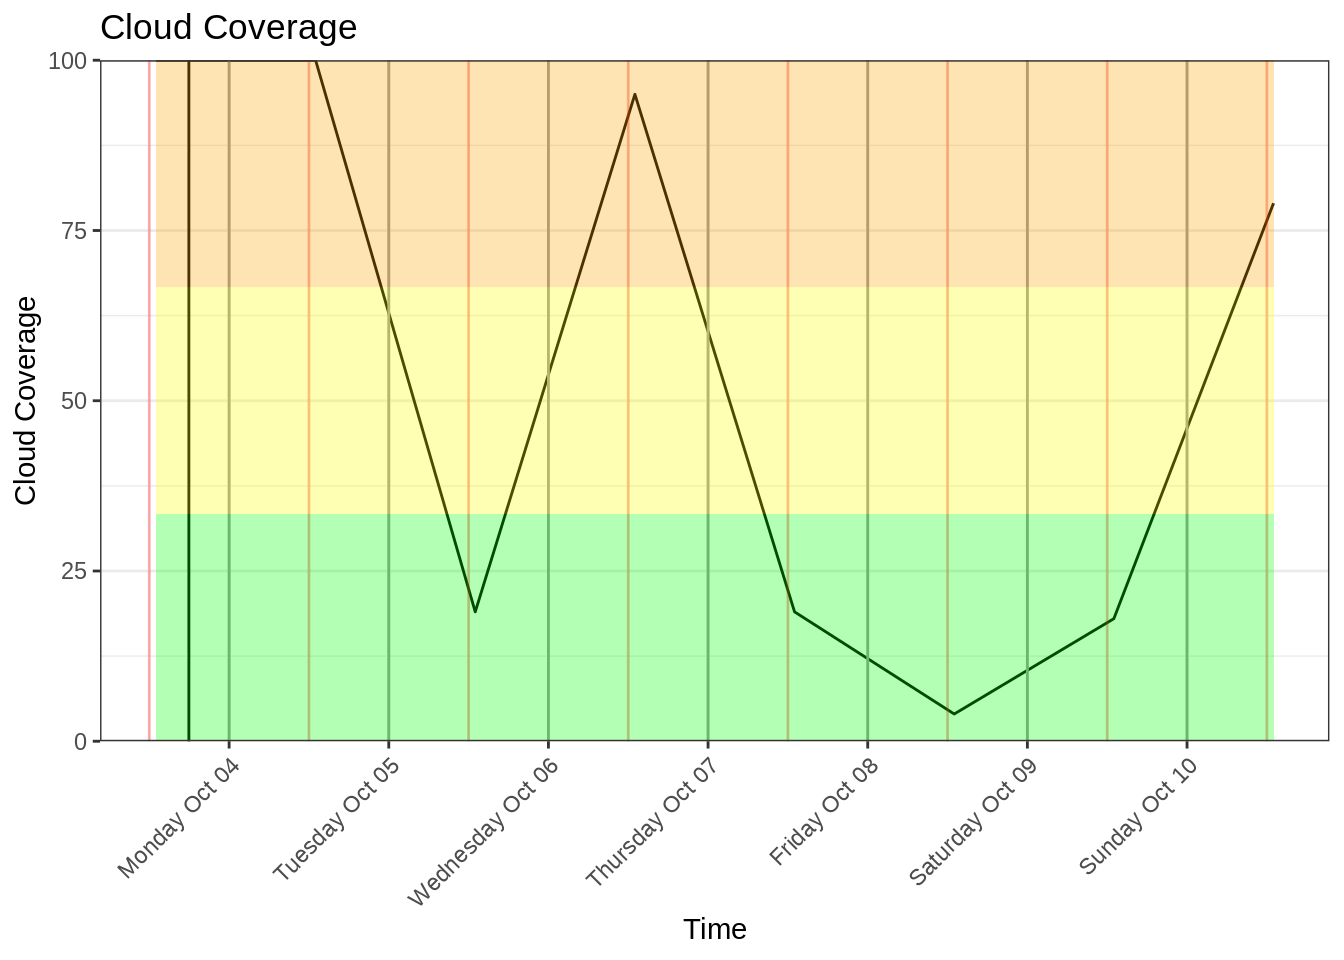 Cloud Coverage
Cloud Coverage
100
75
50
25
0
Monday Oct 04
Tuesday Oct 05
Wednesday Oct 06
Thursday Oct 07
Friday Oct 08
Saturday Oct 09
Sunday Oct 10
Time